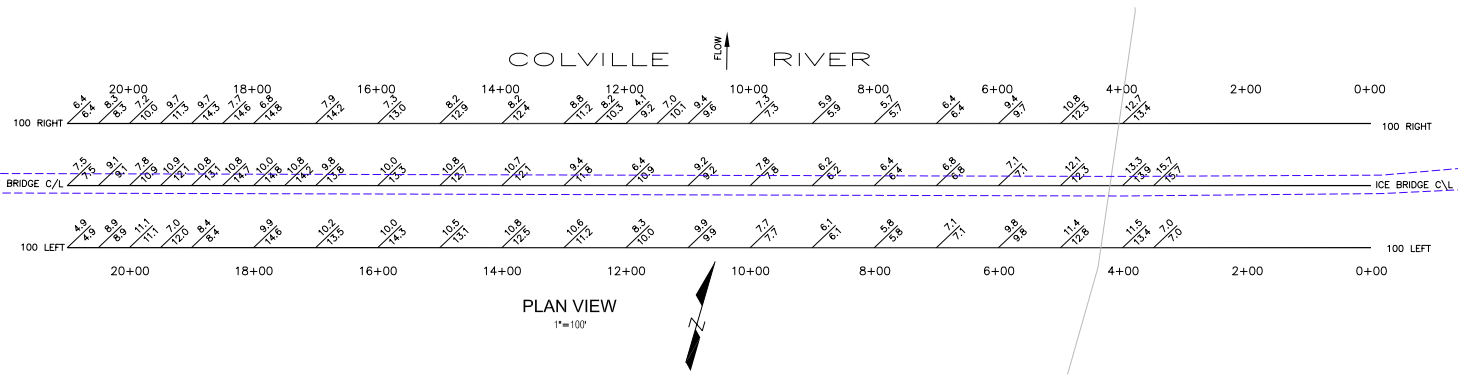 COLVILLE RIVER
FLOW
20+00 18+00 16+00 14+00 12+00 10+00 8+00 6+00 4+00 2+00 0+00
6.4 8.3 7.2 9.7 9.7 7.7 6.8 7.9 7.3 8.2 8.2 8.8 8.2 4.1 7.0 9.4 7.3 5.9 5.7 6.4 9.4 10.8 12.7
6.4 8.3 10.0 11.3 14.3 14.6 14.8 14.2 13.0 12.9 12.4 11.2 10.3 9.2 10.1 9.6 7.3 5.9 5.7 6.4 9.7 12.3 13.4
100 RIGHT 100 RIGHT
7.5 9.1 7.8 10.9 10.8 10.8 10.0 10.8 9.8 10.0 10.8 10.7 9.4 6.4 9.2 7.8 6.2 6.4 6.8 7.1 12.1 13.3 15.7
7.5 9.1 10.9 12.1 13.1 14.7 14.8 14.2 13.8 13.3 12.7 12.1 11.8 10.9 9.2 7.8 6.2 6.4 6.8 7.1 12.3 13.9 15.7
BRIDGE C/L ICE BRIDGE C\L
4.9 8.9 11.1 7.0 8.4 9.9 10.2 10.0 10.5 10.8 10.6 8.3 9.9 7.7 6.1 5.8 7.1 9.8 11.4 11.5 7.0
4.9 8.9 11.1 12.0 8.4 14.6 13.5 14.3 13.1 12.5 11.2 10.0 9.9 7.7 6.1 5.8 7.1 9.8 12.8 13.4 7.0
100 LEFT 100 LEFT
20+00 18+00 16+00 14+00 12+00 10+00 8+00 6+00 4+00 2+00 0+00
PLAN VIEW
1"=100'
N